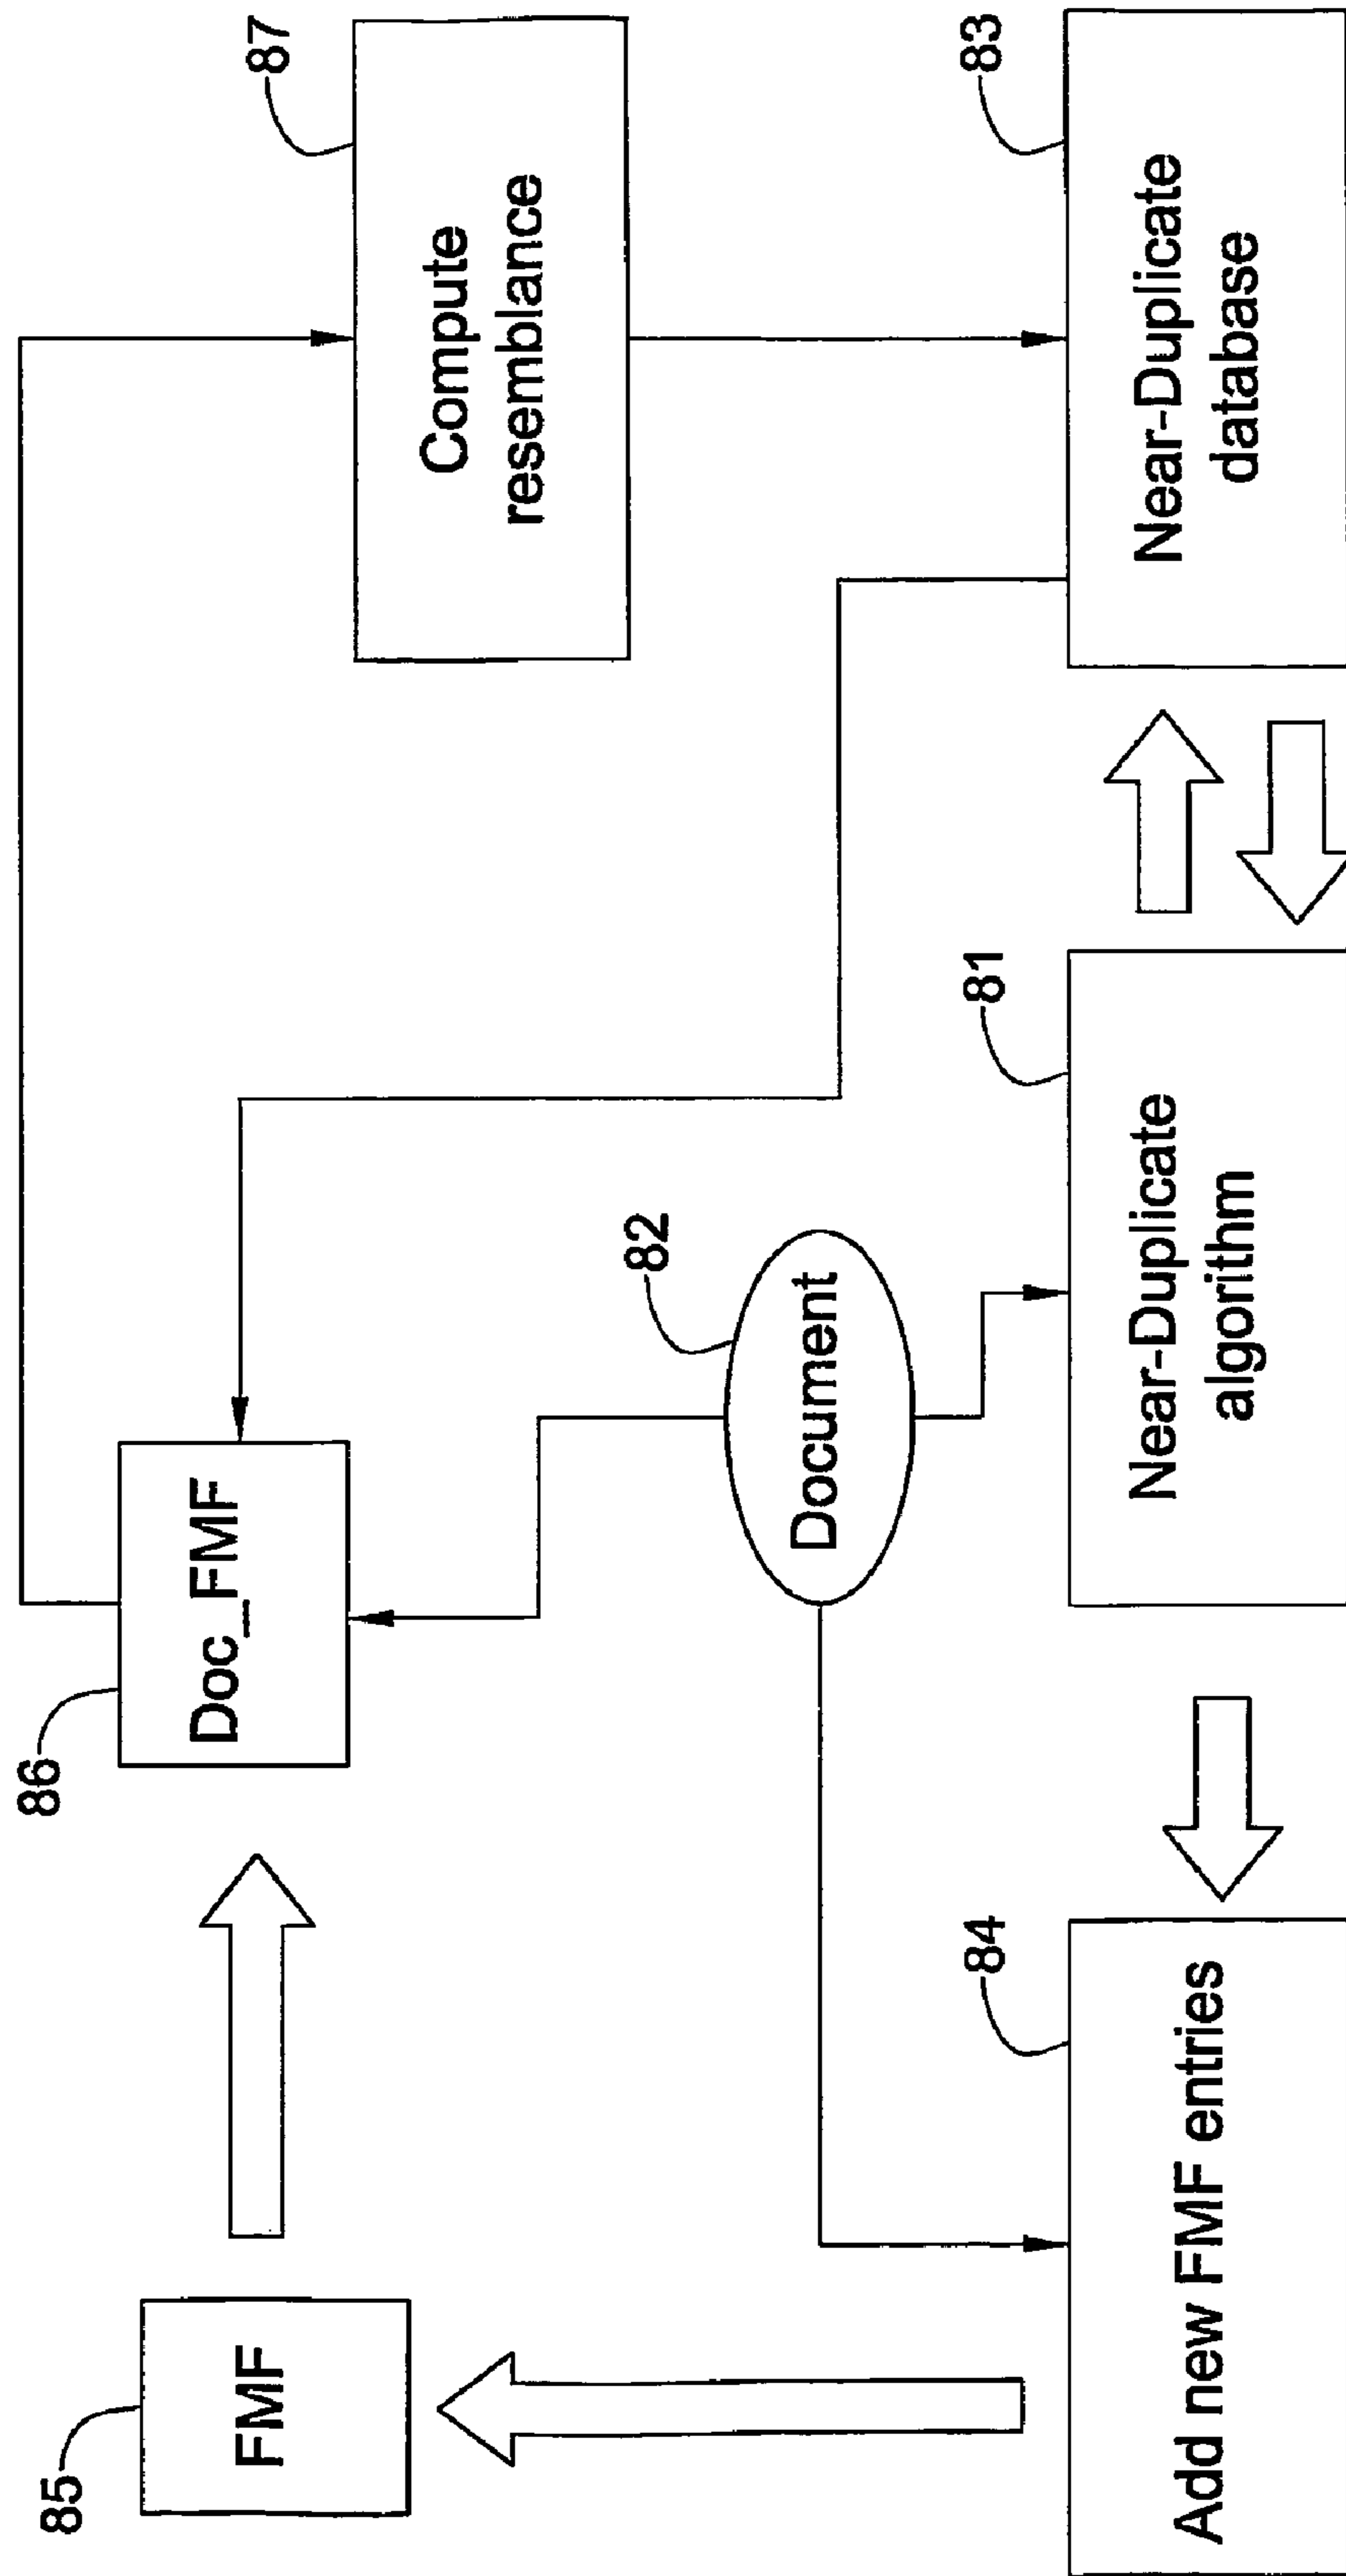 85
FMF
86
Doc_FMF
87
Compute
resemblance
82
Document
84
Add new FMF entries
81
Near-Duplicate
algorithm
83
Near-Duplicate
database